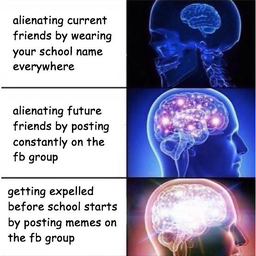 alienating current
friends by wearing
your school name
everywhere
alienating future
friends by posting
constantly on the
fb group
getting expelled
before school starts
by posting memes on
the fb group